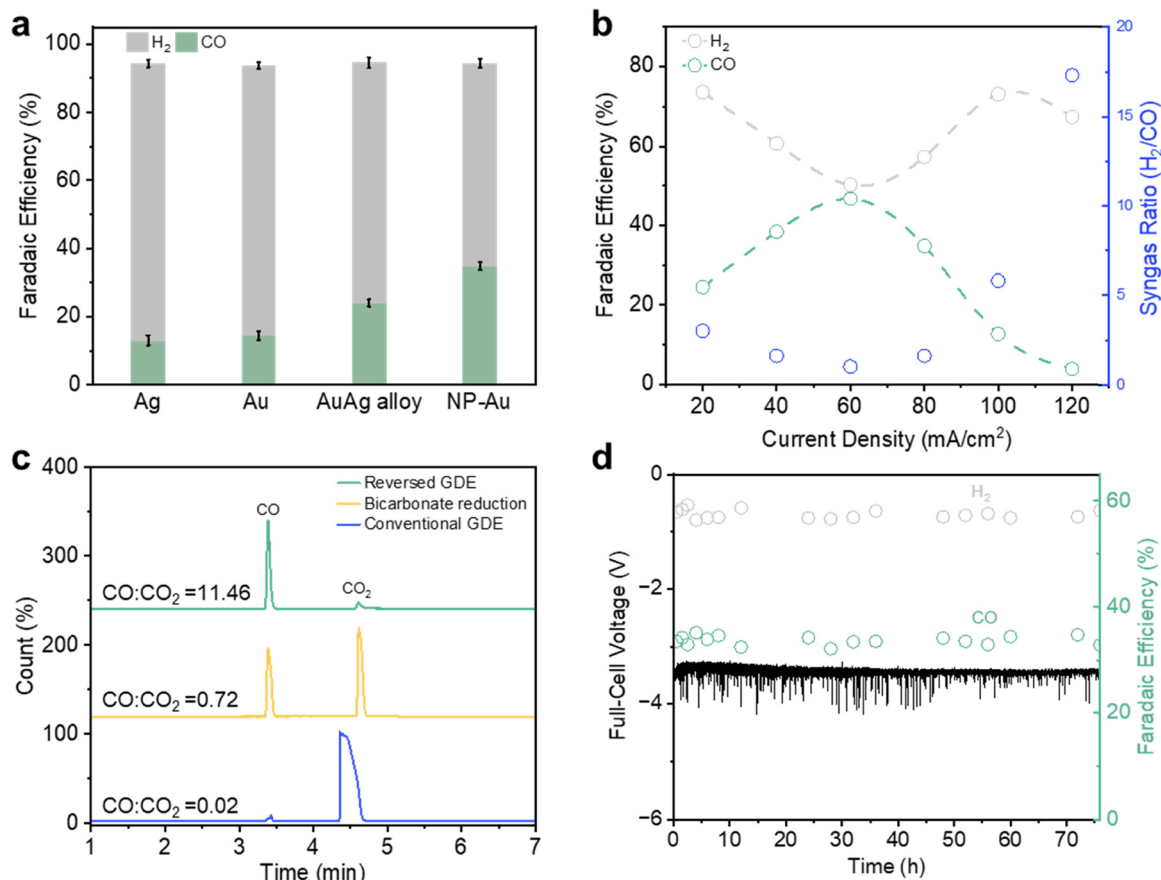 a
H₂ CO
Faradaic Efficiency (%)
100
80
60
40
20
0
Ag Au AuAg alloy NP-Au
b
H₂
CO
Faradaic Efficiency (%)
80
60
40
20
0
Syngas Ratio (H₂/CO)
20
15
10
5
0
20 40 60 80 100 120
Current Density (mA/cm²)
c
Reversed GDE
Bicarbonate reduction
Conventional GDE
Count (%)
400
300
200
100
0
CO
CO₂
CO:CO₂ =11.46
CO:CO₂ =0.72
CO:CO₂ =0.02
1 2 3 4 5 6 7
Time (min)
d
H₂
CO
Full-Cell Voltage (V)
0
−2
−4
−6
Faradaic Efficiency (%)
60
40
20
0
0 10 20 30 40 50 60 70
Time (h)